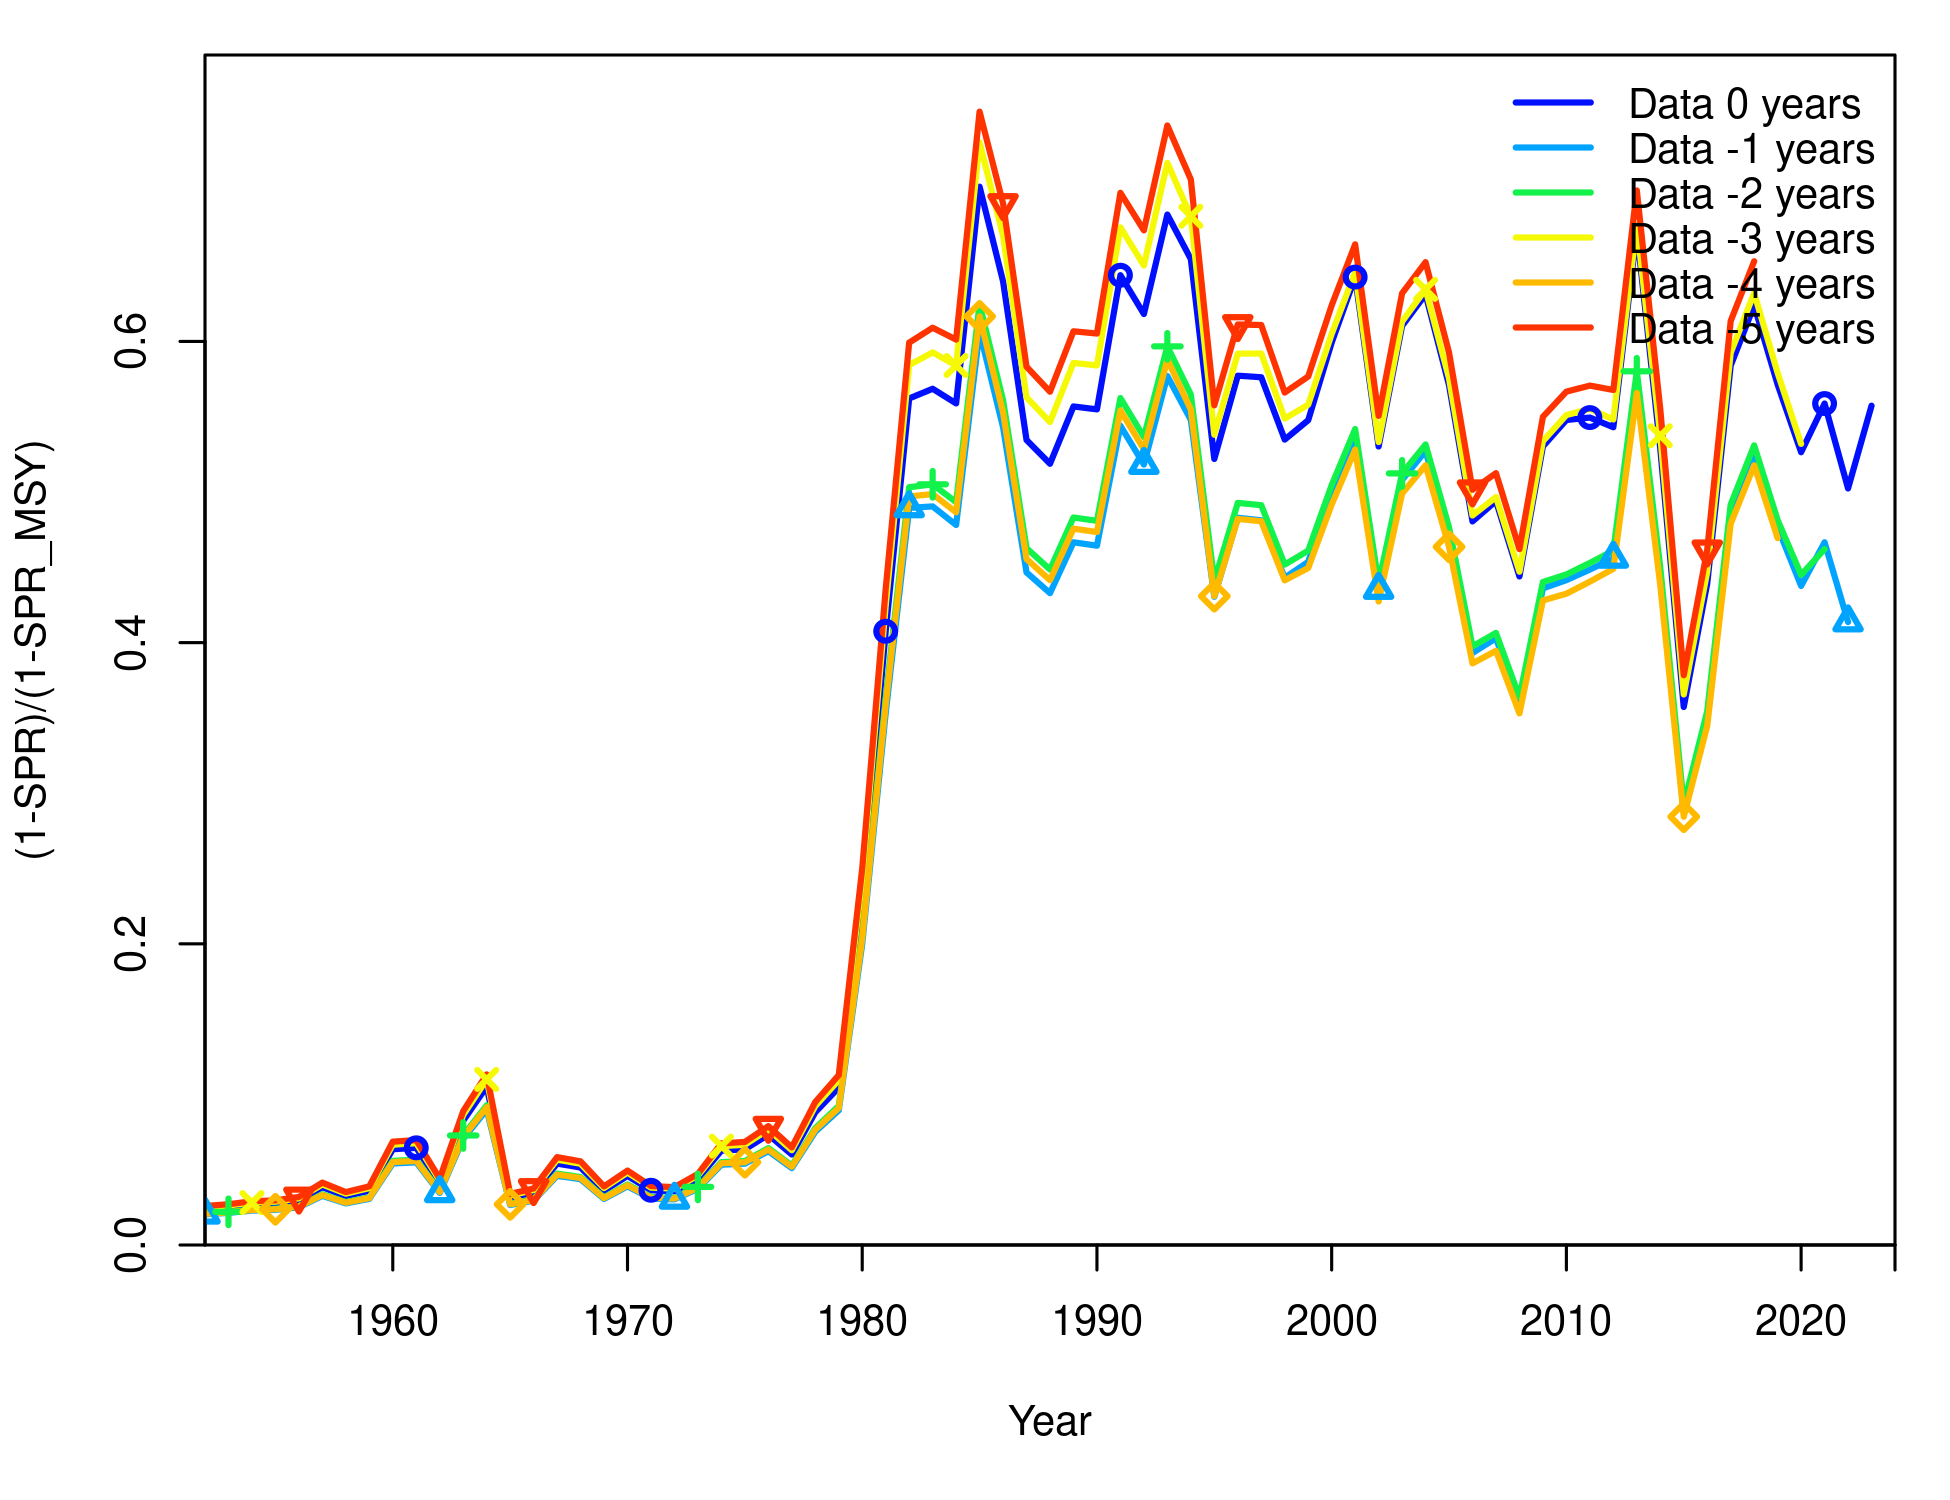 Data 0 years
Data -1 years
Data -2 years
Data -3 years
Data -4 years
Data -5 years
(1-SPR)/(1-SPR_MSY)
0.6
0.4
0.2
0.0
1960 1970 1980 1990 2000 2010 2020
Year